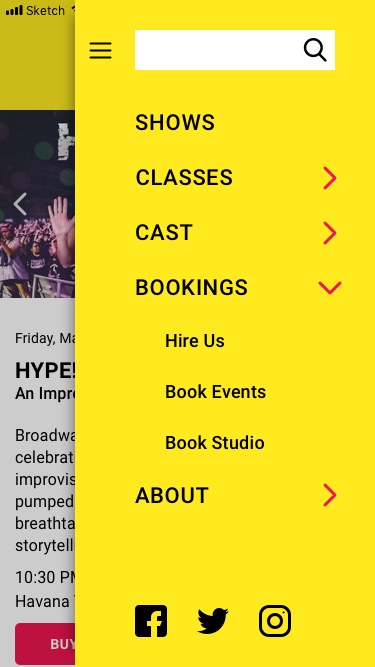 Sketch
SHOWS
CLASSES
CAST
BOOKINGS
Hire Us
Book Events
Book Studio
ABOUT
Friday, Ma
HYPE!
An Impro
Broadwa
celebrat
improvis
pumped
breathta
storytell
10:30 PM
Havana
BUY